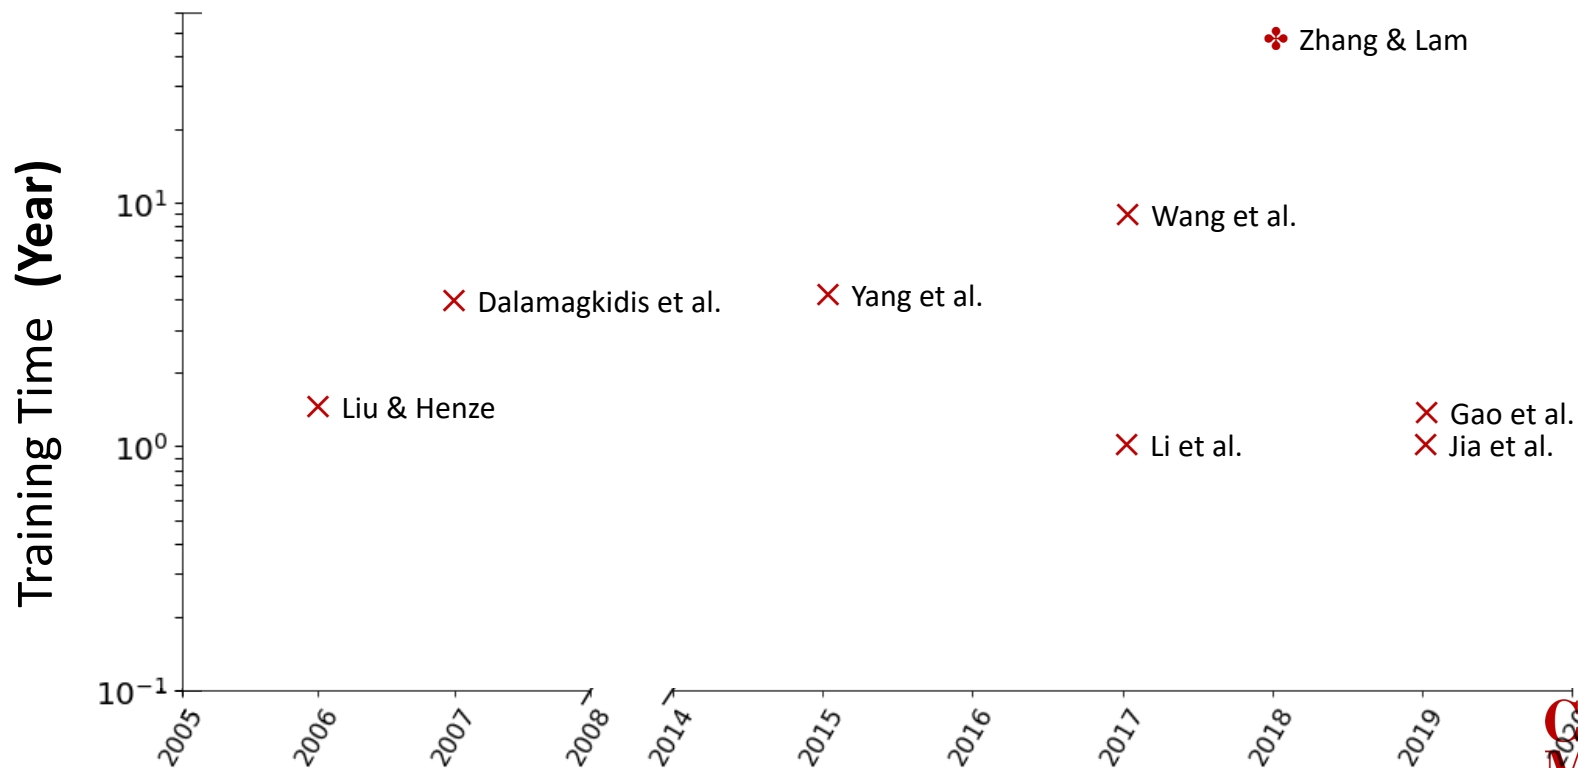 Training Time (Year)
10¹
10⁰
10⁻¹
Zhang & Lam
Wang et al.
Dalamagkidis et al.
Yang et al.
Liu & Henze
Gao et al.
Li et al.
Jia et al.
2005
2006
2007
2008
2014
2015
2016
2017
2018
2019